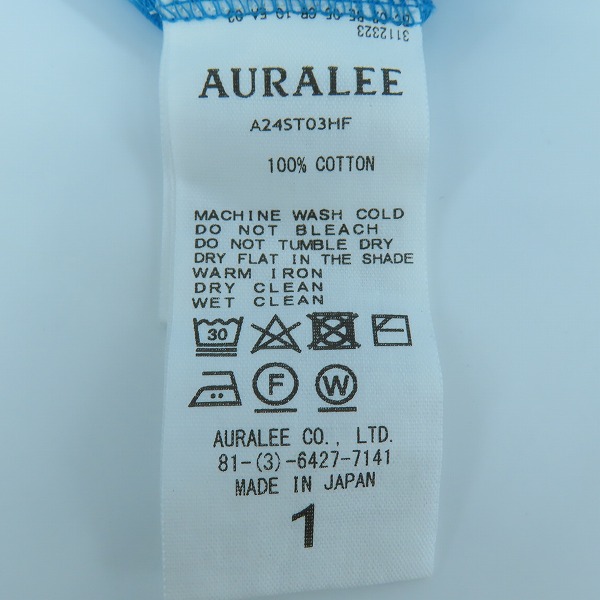 3112323
AURALEE
A24ST03HF
100% COTTON
MACHINE WASH COLD
DO NOT BLEACH
DO NOT TUMBLE DRY
DRY FLAT IN THE SHADE
WARM IRON
DRY CLEAN
WET CLEAN
30
F W
AURALEE CO., LTD.
81-(3)-6427-7141
MADE IN JAPAN
1